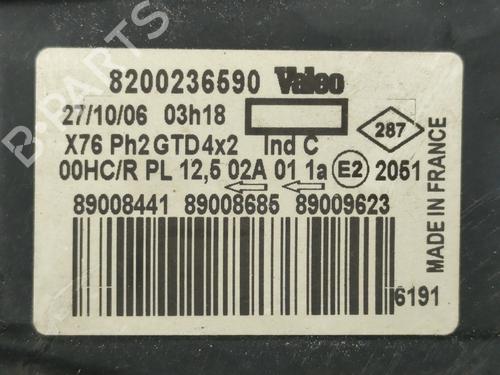 8200236590 Valeo
27/10/06 03h18
287
X76 Ph2 GTD4x2 Ind C
00HC/R PL 12,5 02A 01 1a E2 2051
89008441 89008685 89009623
6191
MADE IN FRANCE
B-PARTS